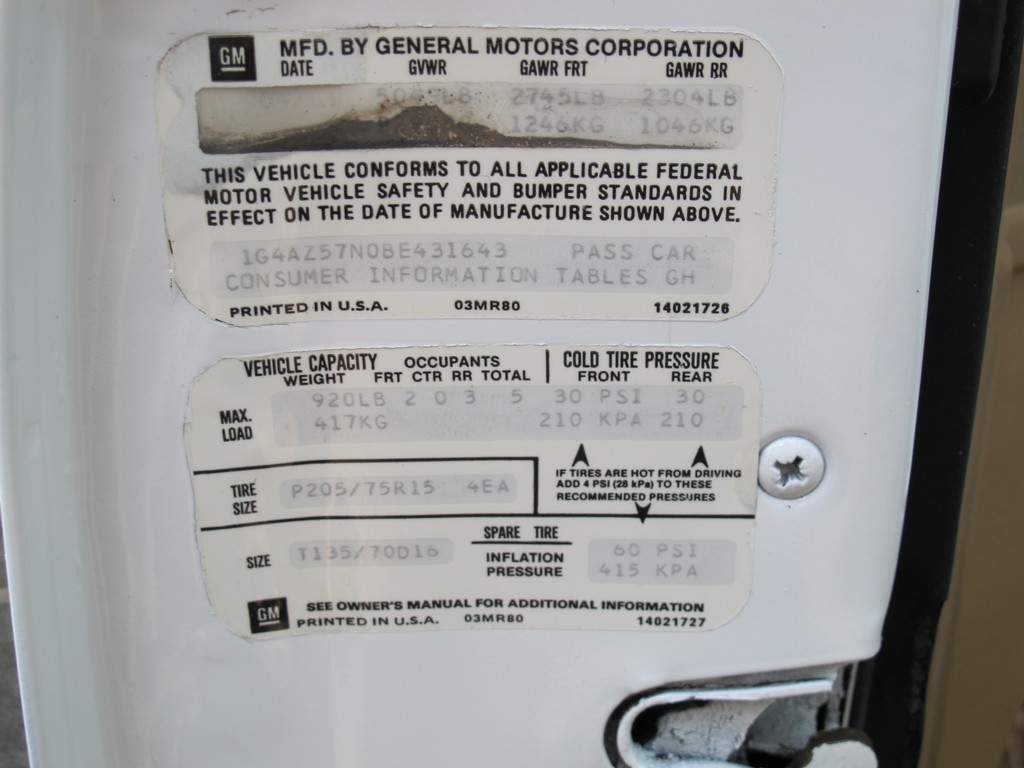 GM MFD. BY GENERAL MOTORS CORPORATION
DATE GVWR GAWR FRT GAWR RR
2745LB 2304LB
1246KG 1046KG
THIS VEHICLE CONFORMS TO ALL APPLICABLE FEDERAL
MOTOR VEHICLE SAFETY AND BUMPER STANDARDS IN
EFFECT ON THE DATE OF MANUFACTURE SHOWN ABOVE.
1G4AZ57N0BE431643 PASS CAR
CONSUMER INFORMATION TABLES GH
PRINTED IN U.S.A. 03MR80 14021726
VEHICLE CAPACITY OCCUPANTS COLD TIRE PRESSURE
WEIGHT FRT CTR RR TOTAL FRONT REAR
MAX. LOAD 920LB 2 0 3 5 30 PSI 30
417KG 210 KPA 210
IF TIRES ARE HOT FROM DRIVING
ADD 4 PSI (28 kPa) TO THESE
RECOMMENDED PRESSURES
TIRE SIZE P205/75R15 4EA
SPARE TIRE
SIZE T135/70D16 INFLATION PRESSURE 60 PSI
415 KPA
GM SEE OWNER'S MANUAL FOR ADDITIONAL INFORMATION
PRINTED IN U.S.A. 03MR80 14021727